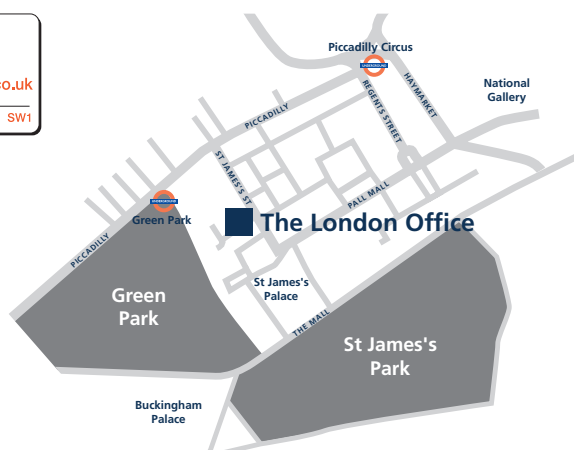 co.uk
SW1
Piccadilly Circus
UNDERGROUND
National
Gallery
HAYMARKET
REGENTS STREET
PICCADILLY
ST JAMES'S ST
PALL MALL
UNDERGROUND
Green Park
The London Office
PICCADILLY
St James's
Palace
Green
Park
THE MALL
St James's
Park
Buckingham
Palace